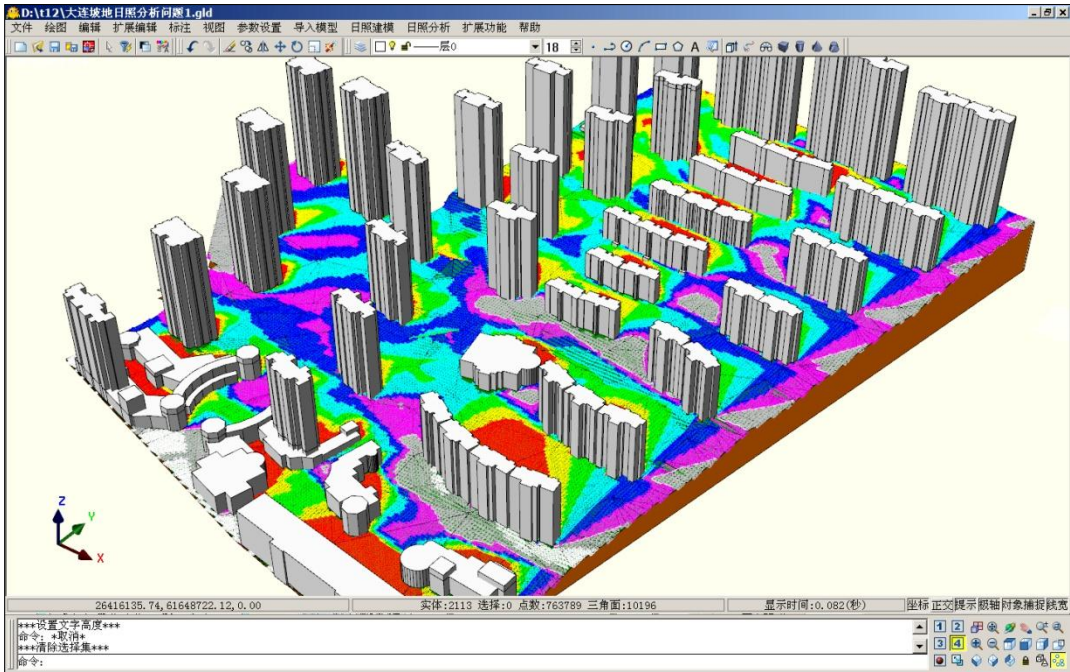 D:\t12\大连坡地日照分析问题1.gld
文件 绘图 编辑 扩展编辑 标注 视图 参数设置 导入模型 日照建模 日照分析 扩展功能 帮助
层0 18 A
Z
Y
X
26416135.74,61648722.12,0.00 实体:2113 选择:0 点数:763789 三角面:10196 显示时间:0.082(秒) 坐标 正交 提示 极轴 对象捕捉 线宽
***设置文字高度***
命令: *取消*
***清除选择集***
命令:
1 2
3 4